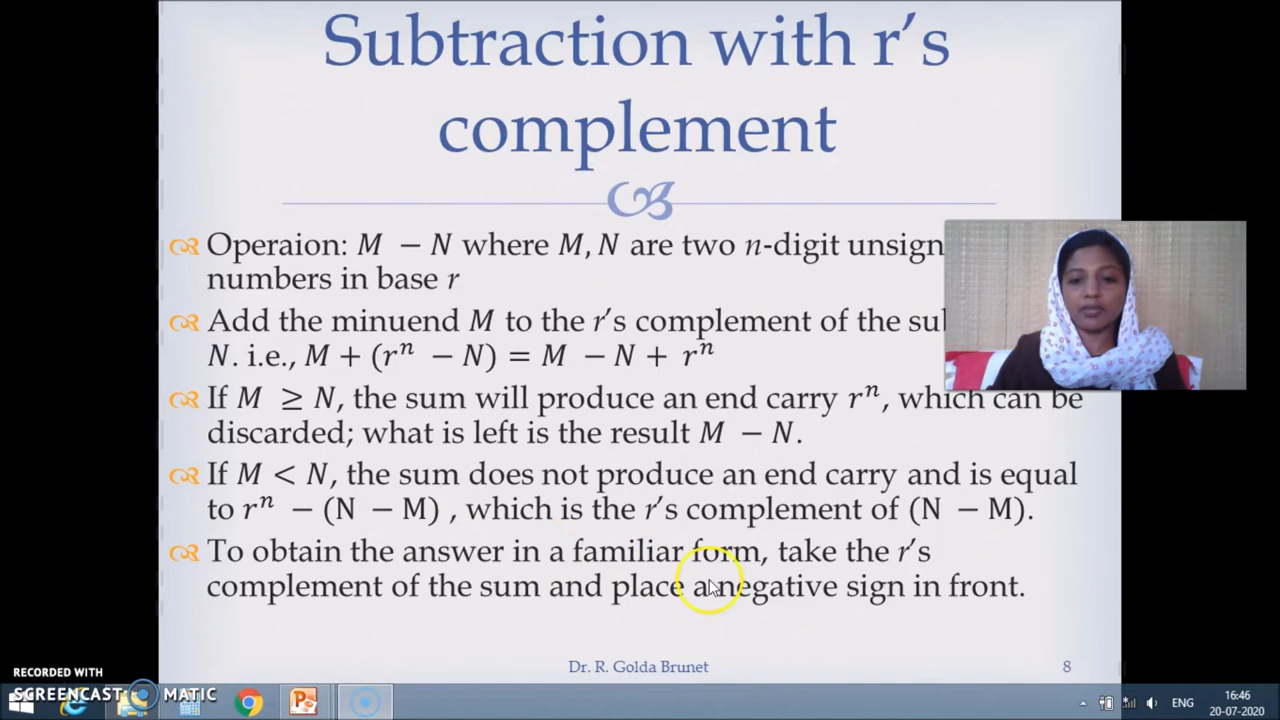 Subtraction with r's
complement
Operaion: M − N where M, N are two n-digit unsign
numbers in base r
Add the minuend M to the r's complement of the
N. i.e., M + (rⁿ − N) = M − N + rⁿ
If M ≥ N, the sum will produce an end carry rⁿ, which can be
discarded; what is left is the result M − N.
If M < N, the sum does not produce an end carry and is equal
to rⁿ − (N − M) , which is the r's complement of (N − M).
To obtain the answer in a familiar form, take the r's
complement of the sum and place a negative sign in front.
Dr. R. Golda Brunet
8
RECORDED WITH
SCREENCAST MATIC
ENG
16:46
20-07-2020